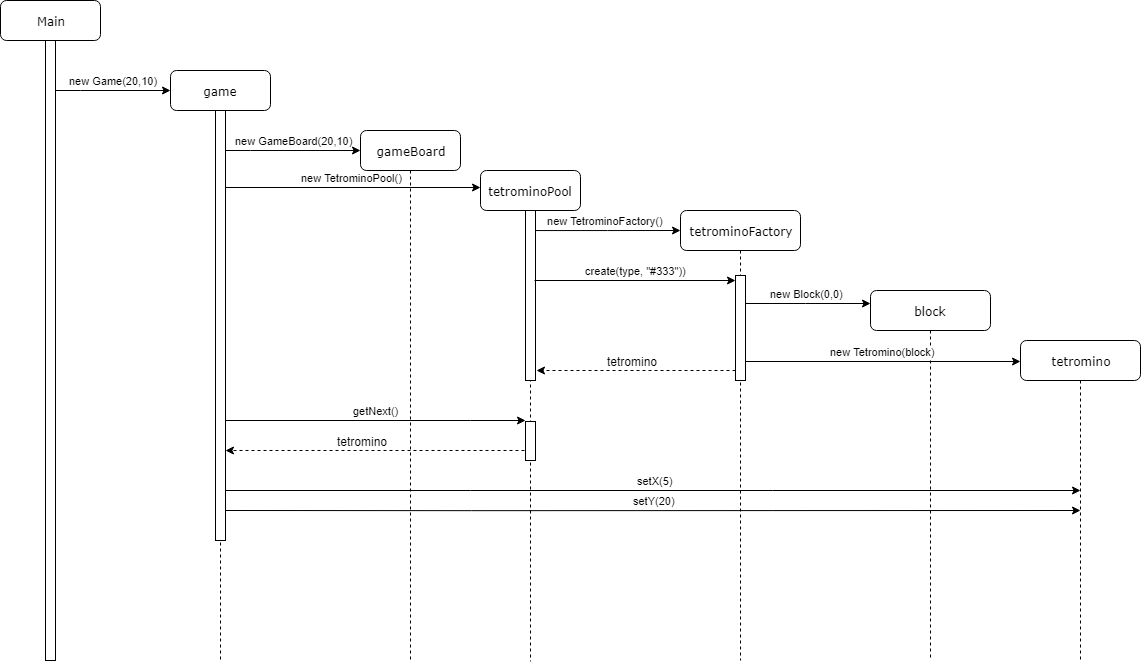 Main
new Game(20,10)
game
new GameBoard(20,10)
gameBoard
new TetrominoPool()
tetrominoPool
new TetrominoFactory()
tetrominoFactory
create(type, "#333"))
new Block(0,0)
block
new Tetromino(block)
tetromino
tetromino
getNext()
tetromino
setX(5)
setY(20)